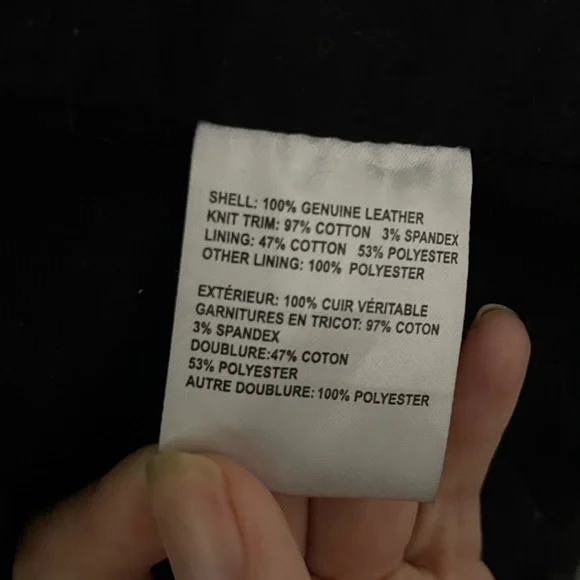 SHELL: 100% GENUINE LEATHER
KNIT TRIM: 97% COTTON 3% SPANDEX
LINING: 47% COTTON 53% POLYESTER
OTHER LINING: 100% POLYESTER
EXTÉRIEUR: 100% CUIR VÉRITABLE
GARNITURES EN TRICOT: 97% COTON
3% SPANDEX
DOUBLURE:47% COTON
53% POLYESTER
AUTRE DOUBLURE: 100% POLYESTER